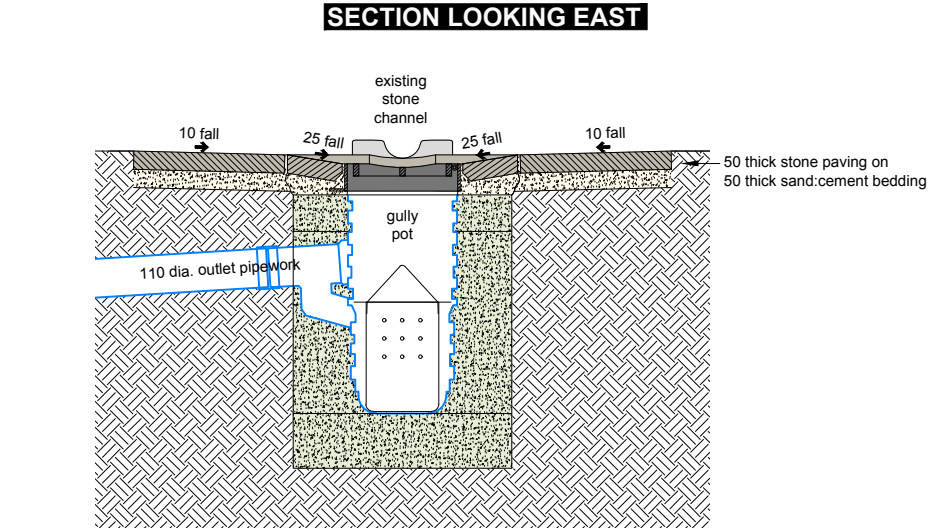 SECTION LOOKING EAST
existing
stone
channel
10 fall
25 fall
25 fall
10 fall
50 thick stone paving on
50 thick sand:cement bedding
gully
pot
110 dia. outlet pipework